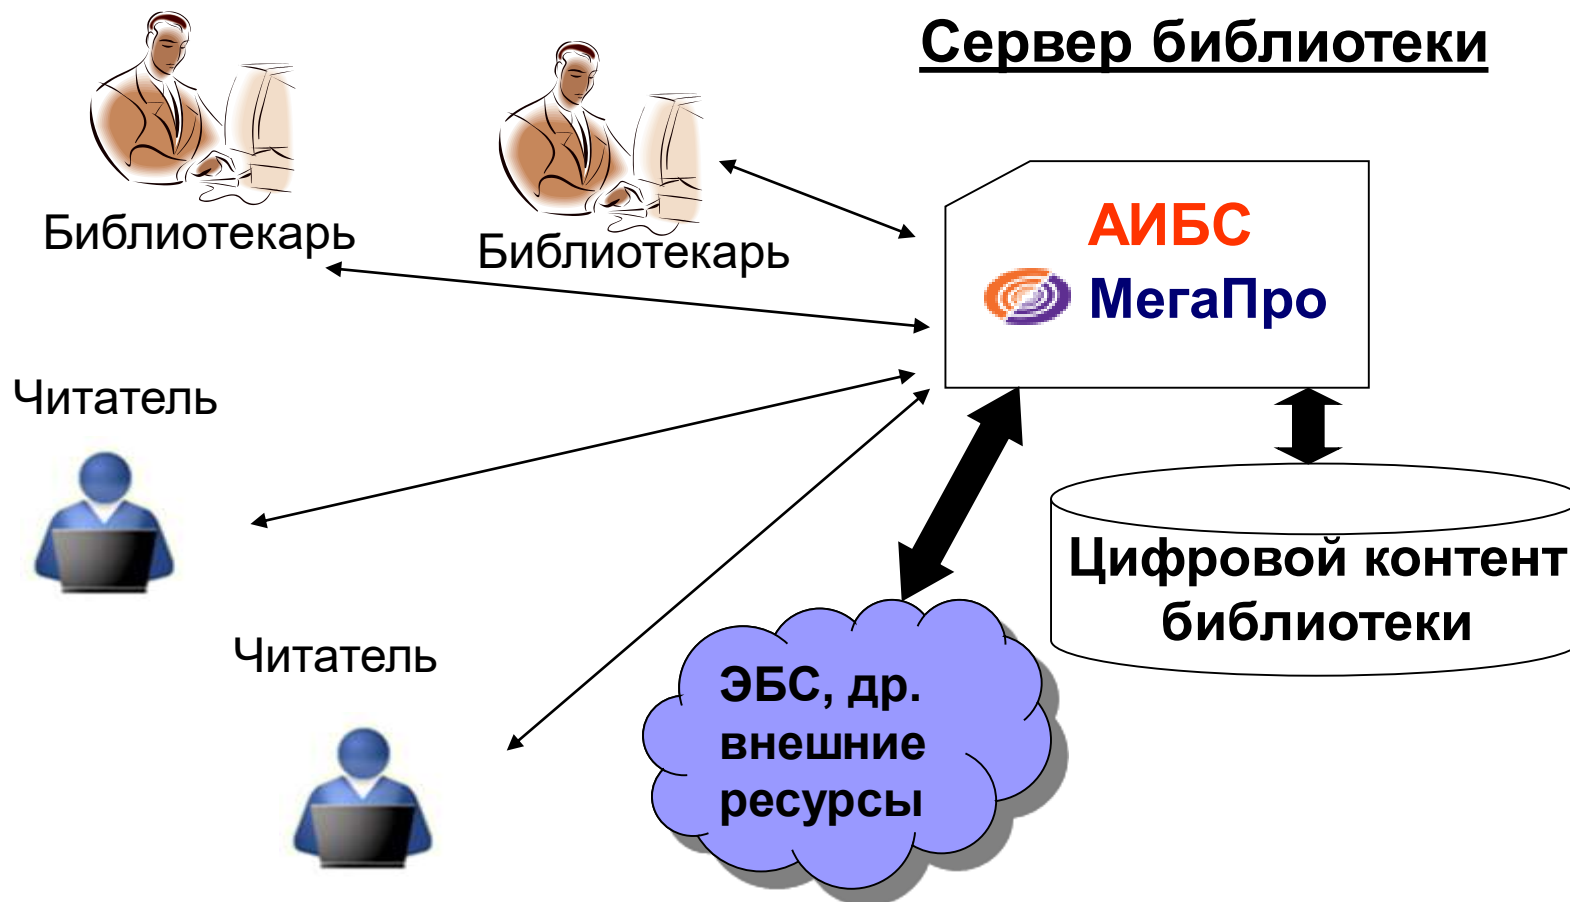 Сервер библиотеки
Библиотекарь
Библиотекарь
АИБС
МегаПро
Читатель
Цифровой контент
библиотеки
Читатель
ЭБС, др.
внешние
ресурсы